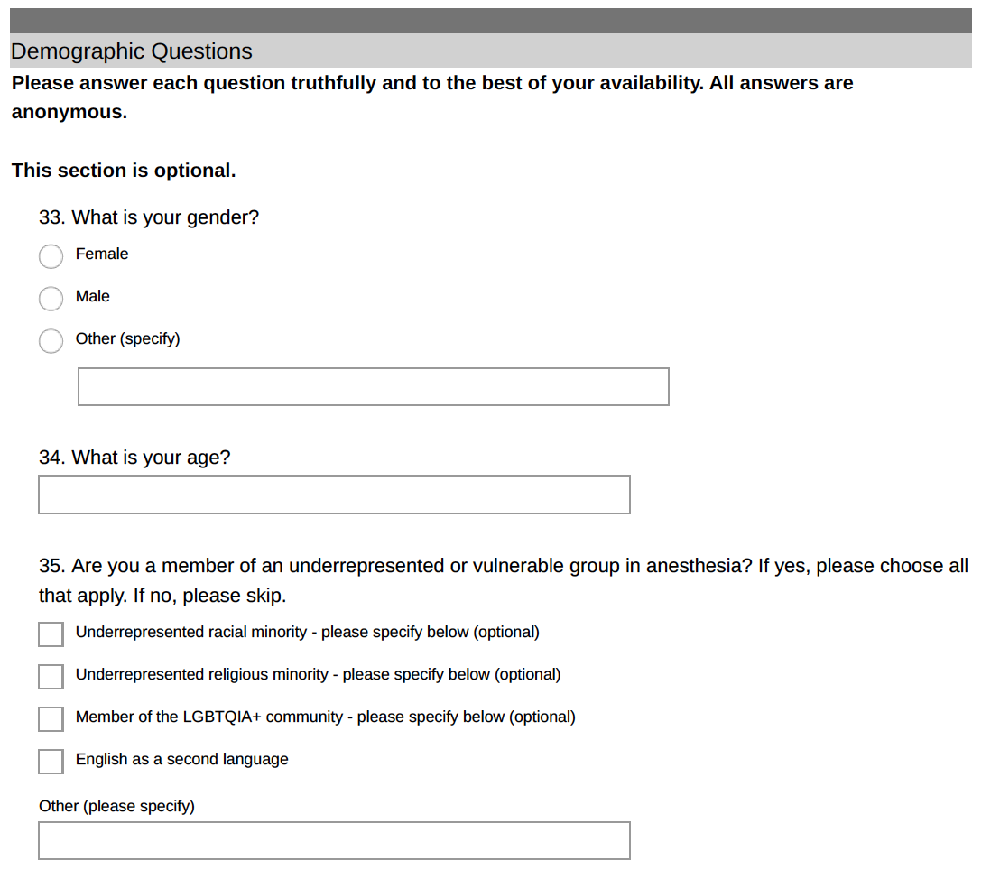 Demographic Questions
Please answer each question truthfully and to the best of your availability. All answers are
anonymous.
This section is optional.
33. What is your gender?
Female
Male
Other (specify)
34. What is your age?
35. Are you a member of an underrepresented or vulnerable group in anesthesia? If yes, please choose all
that apply. If no, please skip.
Underrepresented racial minority - please specify below (optional)
Underrepresented religious minority - please specify below (optional)
Member of the LGBTQIA+ community - please specify below (optional)
English as a second language
Other (please specify)